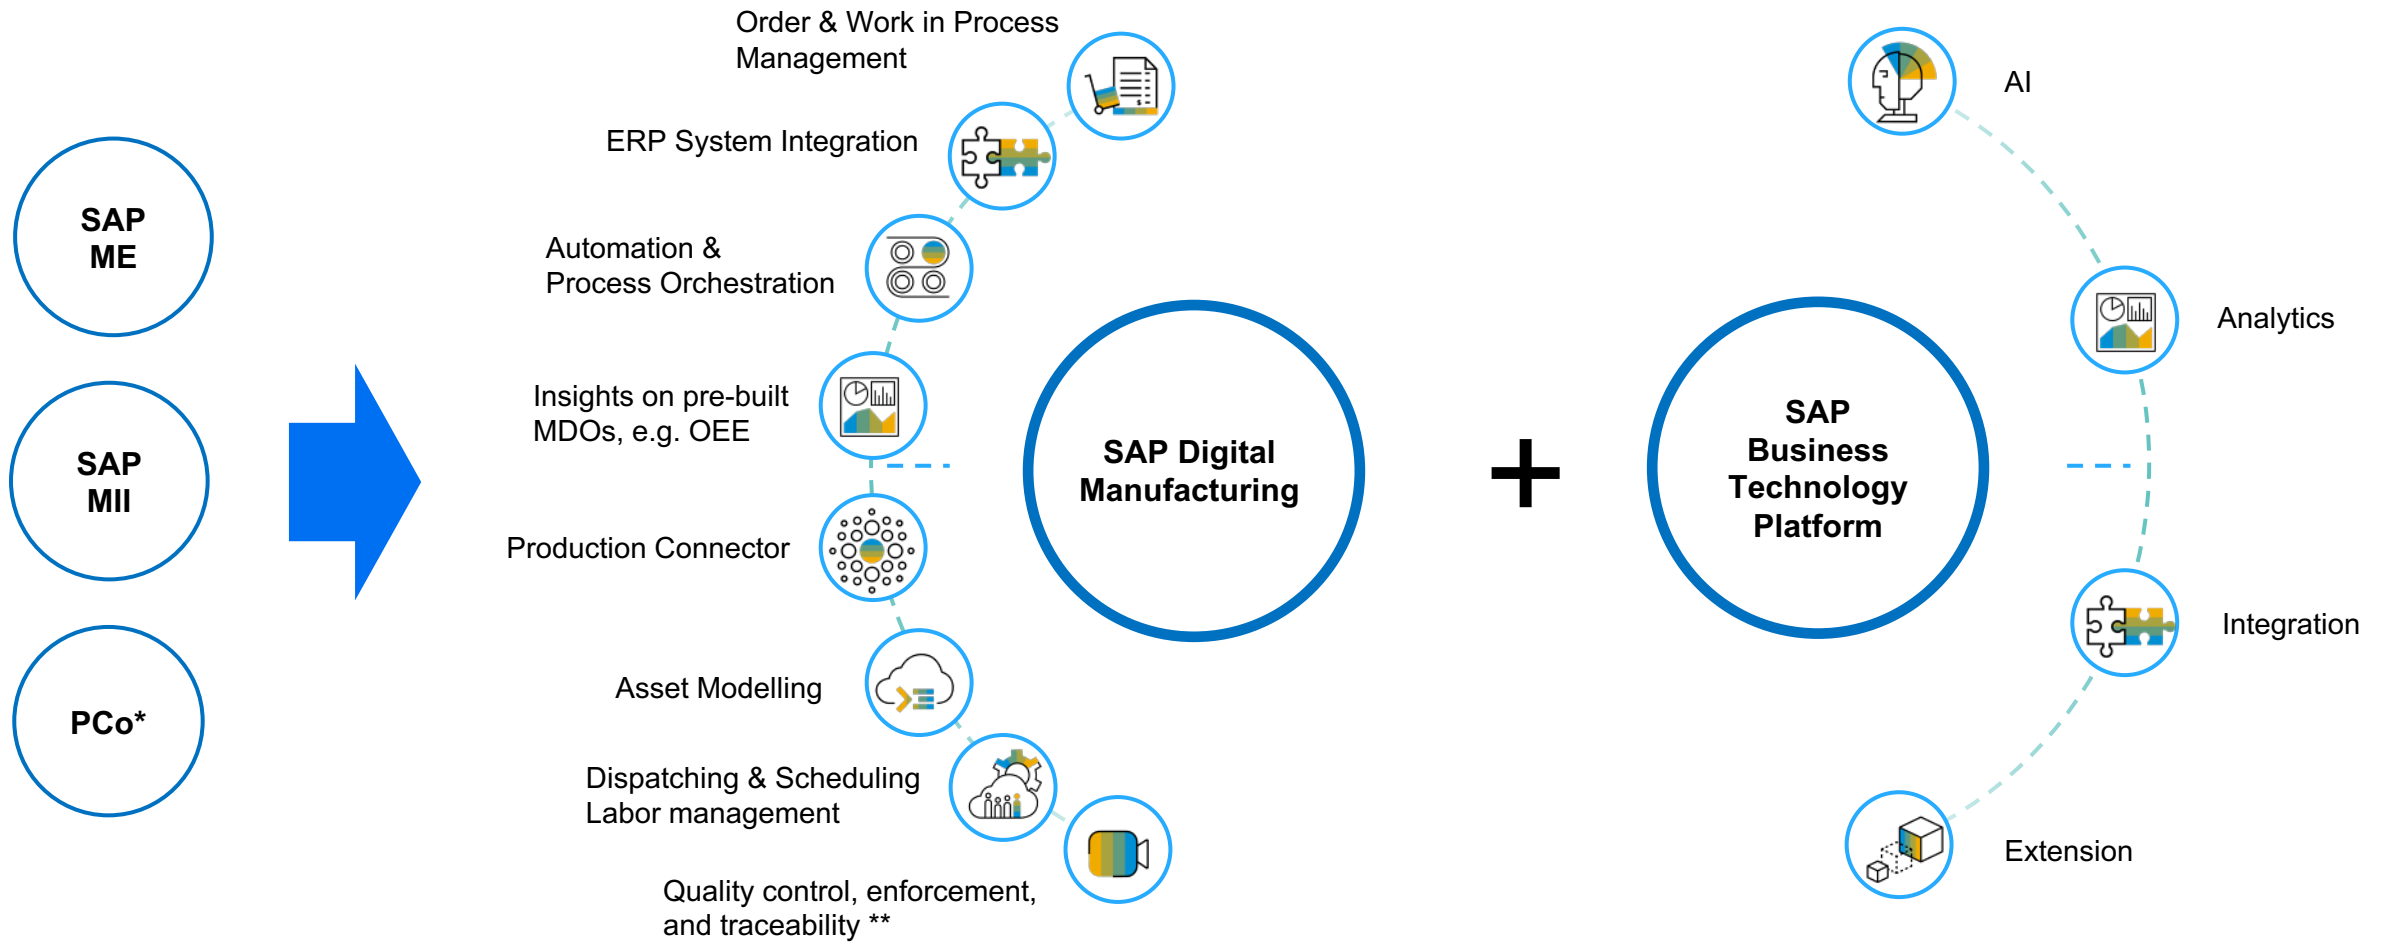 SAP
ME
SAP
MII
PCo*
Order & Work in Process
Management
ERP System Integration
Automation &
Process Orchestration
Insights on pre-built
MDOs, e.g. OEE
Production Connector
Asset Modelling
Dispatching & Scheduling
Labor management
Quality control, enforcement,
and traceability **
SAP Digital
Manufacturing
+
SAP
Business
Technology
Platform
AI
Analytics
Integration
Extension